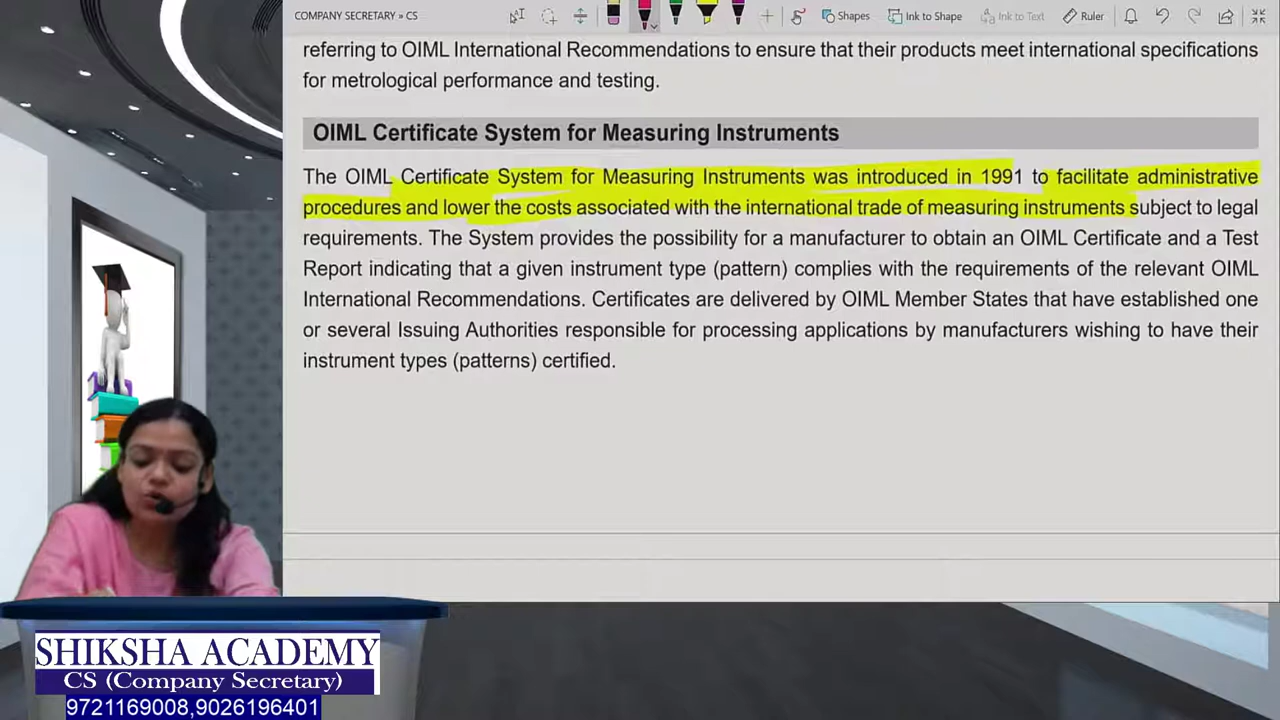 COMPANY SECRETARY » CS
Shapes
Ink to Shape
Ink to Text
Ruler
referring to OIML International Recommendations to ensure that their products meet international specifications
for metrological performance and testing.
OIML Certificate System for Measuring Instruments
The OIML Certificate System for Measuring Instruments was introduced in 1991 to facilitate administrative
procedures and lower the costs associated with the international trade of measuring instruments subject to legal
requirements. The System provides the possibility for a manufacturer to obtain an OIML Certificate and a Test
Report indicating that a given instrument type (pattern) complies with the requirements of the relevant OIML
International Recommendations. Certificates are delivered by OIML Member States that have established one
or several Issuing Authorities responsible for processing applications by manufacturers wishing to have their
instrument types (patterns) certified.
SHIKSHA ACADEMY
CS (Company Secretary)
9721169008,9026196401